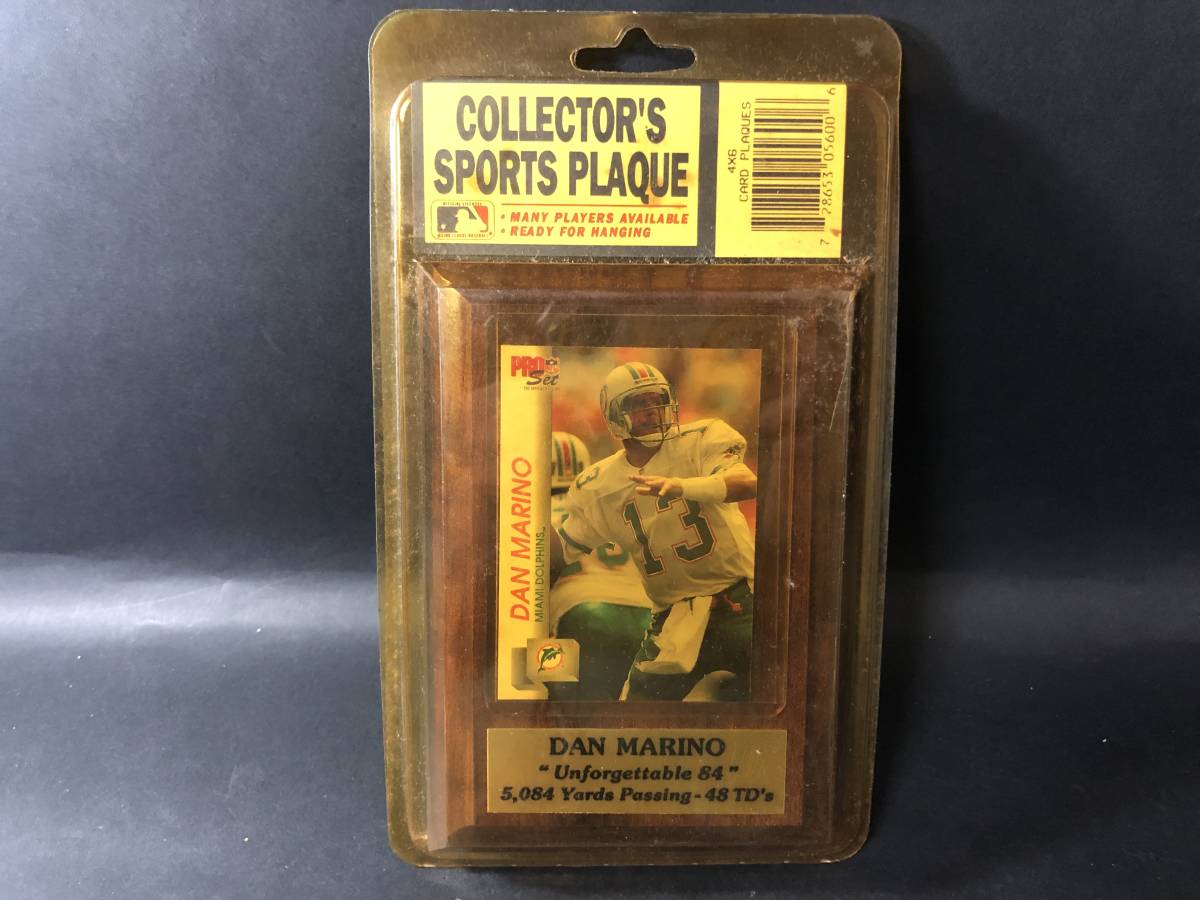 COLLECTOR'S
SPORTS PLAQUE
• MANY PLAYERS AVAILABLE
• READY FOR HANGING
4X6
CARD PLAQUES
7 28653 05600 6
PRO
Set
DAN MARINO
MIAMI DOLPHINS™
13
DAN MARINO
" Unforgettable 84 "
5,084 Yards Passing - 48 TD's